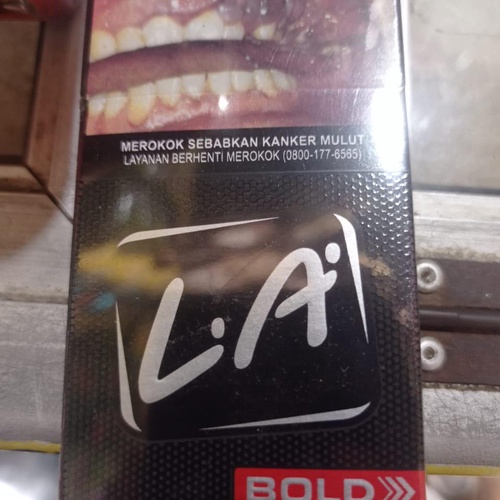 MEROKOK SEBABKAN KANKER MULUT
LAYANAN BERHENTI MEROKOK (0800-177-6565)
L.A.
BOLD